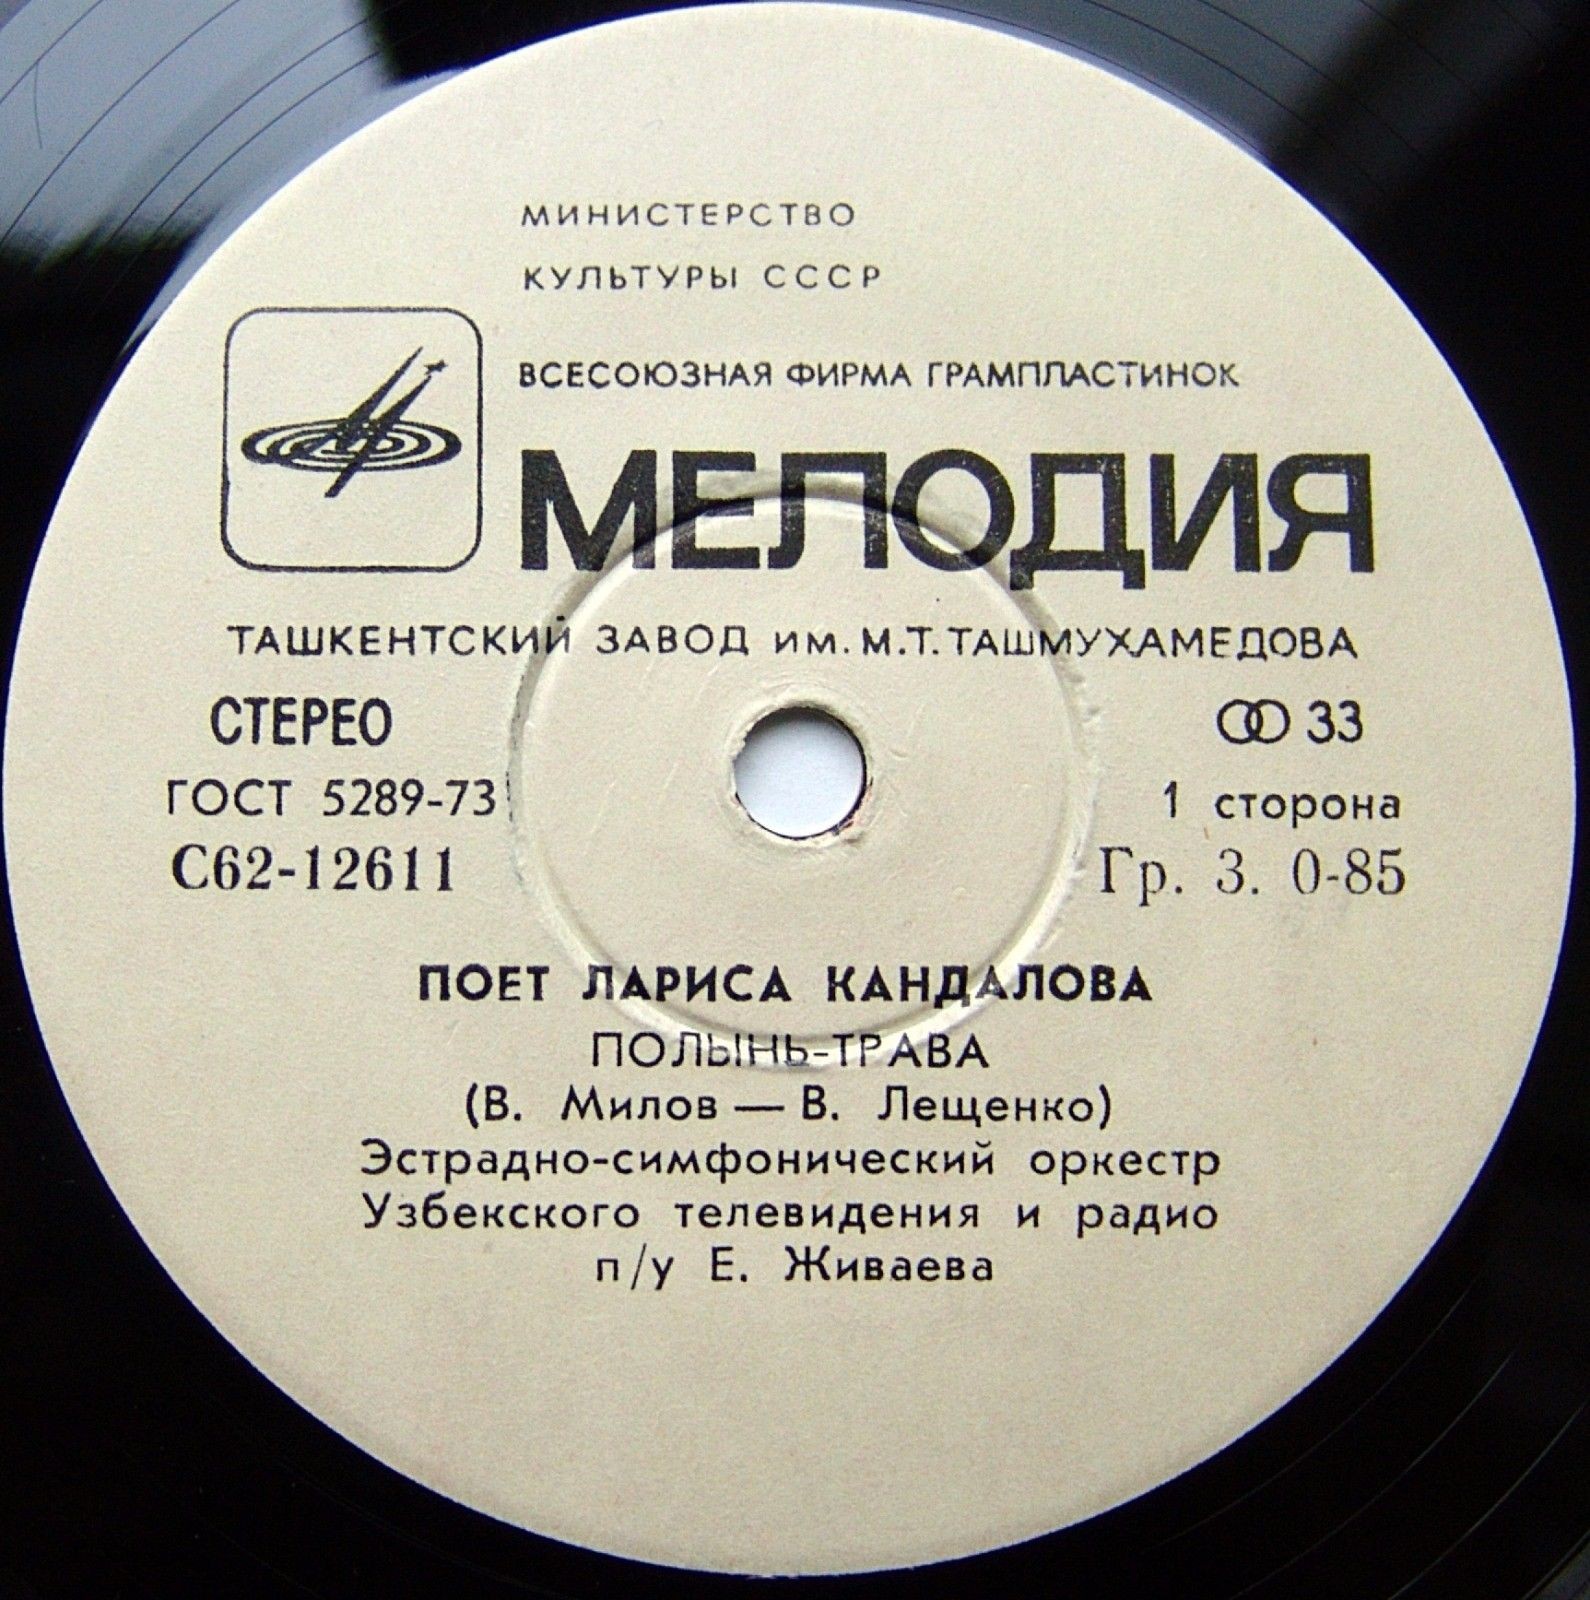 МИНИСТЕРСТВО
КУЛЬТУРЫ СССР
ВСЕСОЮЗНАЯ ФИРМА ГРАМПЛАСТИНОК
МЕЛОДИЯ
ТАШКЕНТСКИЙ ЗАВОД им. М.Т.ТАШМУХАМЕДОВА
СТЕРЕО 33
ГОСТ 5289-73 1 сторона
С62-12611 Гр. 3. 0-85
ПОЕТ ЛАРИСА КАНДАЛОВА
ПОЛЫНЬ-ТРАВА
(В. Милов — В. Лещенко)
Эстрадно-симфонический оркестр
Узбекского телевидения и радио
п/у Е. Живаева